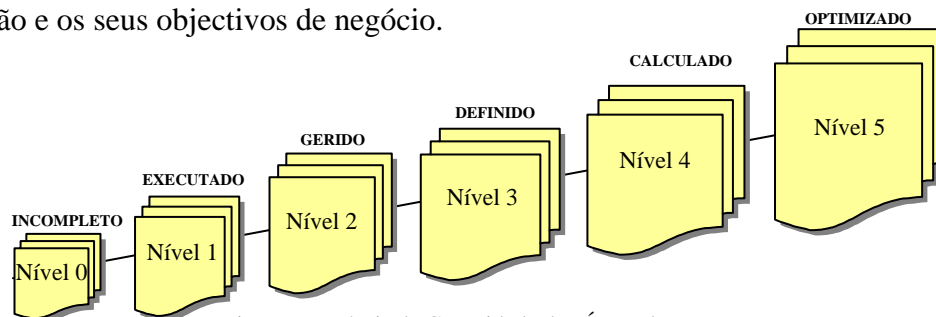 ão e os seus objectivos de negócio.
OPTIMIZADO
CALCULADO
DEFINIDO
GERIDO
EXECUTADO
INCOMPLETO
Nível 0
Nível 1
Nível 2
Nível 3
Nível 4
Nível 5